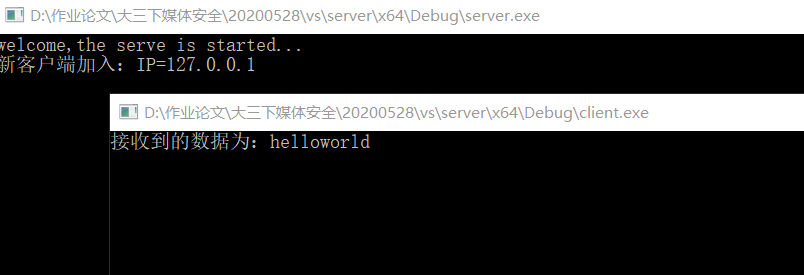 D:\作业论文\大三下媒体安全\20200528\vs\server\x64\Debug\server.exe
welcome,the serve is started...
新客户端加入：IP=127.0.0.1
D:\作业论文\大三下媒体安全\20200528\vs\server\x64\Debug\client.exe
接收到的数据为：helloworld